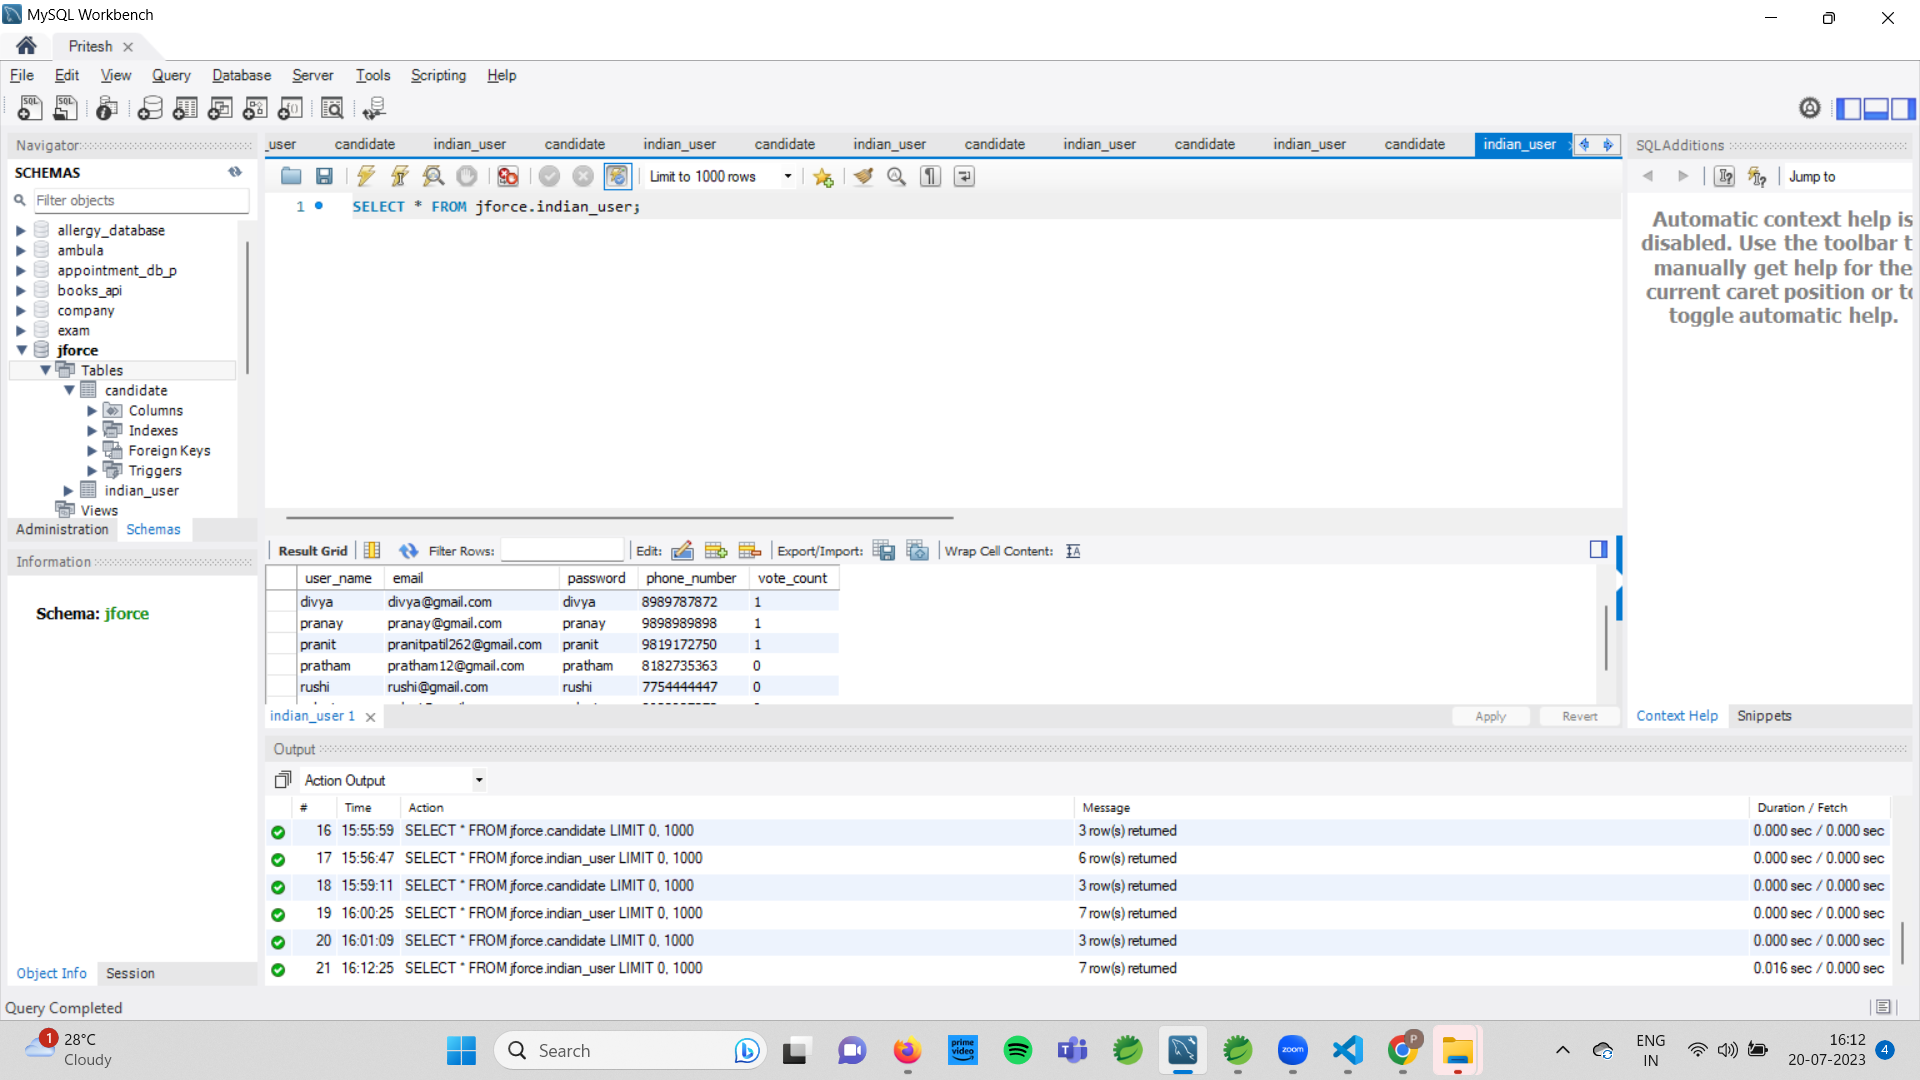 MySQL Workbench
Pritesh
File Edit View Query Database Server Tools Scripting Help
Navigator
SCHEMAS
Filter objects
allergy_database
ambula
appointment_db_p
books_api
company
exam
jforce
Tables
candidate
Columns
Indexes
Foreign Keys
Triggers
indian_user
Views
Administration Schemas
Information
Schema: jforce
Object Info Session
_user candidate indian_user candidate indian_user candidate indian_user candidate indian_user candidate indian_user candidate indian_user
Limit to 1000 rows
1 SELECT * FROM jforce.indian_user;
SQLAdditions
Jump to
Automatic context help is
disabled. Use the toolbar t
manually get help for the
current caret position or to
toggle automatic help.
Result Grid Filter Rows: Edit: Export/Import: Wrap Cell Content:
user_name email password phone_number vote_count
divya divya@gmail.com divya 8989787872 1
pranay pranay@gmail.com pranay 9898989898 1
pranit pranitpatil262@gmail.com pranit 9819172750 1
pratham pratham12@gmail.com pratham 8182735363 0
rushi rushi@gmail.com rushi 7754444447 0
indian_user 1
Apply Revert
Context Help Snippets
Output
Action Output
# Time Action Message Duration / Fetch
16 15:55:59 SELECT * FROM jforce.candidate LIMIT 0, 1000 3 row(s) returned 0.000 sec / 0.000 sec
17 15:56:47 SELECT * FROM jforce.indian_user LIMIT 0, 1000 6 row(s) returned 0.000 sec / 0.000 sec
18 15:59:11 SELECT * FROM jforce.candidate LIMIT 0, 1000 3 row(s) returned 0.000 sec / 0.000 sec
19 16:00:25 SELECT * FROM jforce.indian_user LIMIT 0, 1000 7 row(s) returned 0.000 sec / 0.000 sec
20 16:01:09 SELECT * FROM jforce.candidate LIMIT 0, 1000 3 row(s) returned 0.000 sec / 0.000 sec
21 16:12:25 SELECT * FROM jforce.indian_user LIMIT 0, 1000 7 row(s) returned 0.016 sec / 0.000 sec
Query Completed
1
28°C
Cloudy
Search
prime video
zoom
P
ENG
IN
16:12
20-07-2023
4